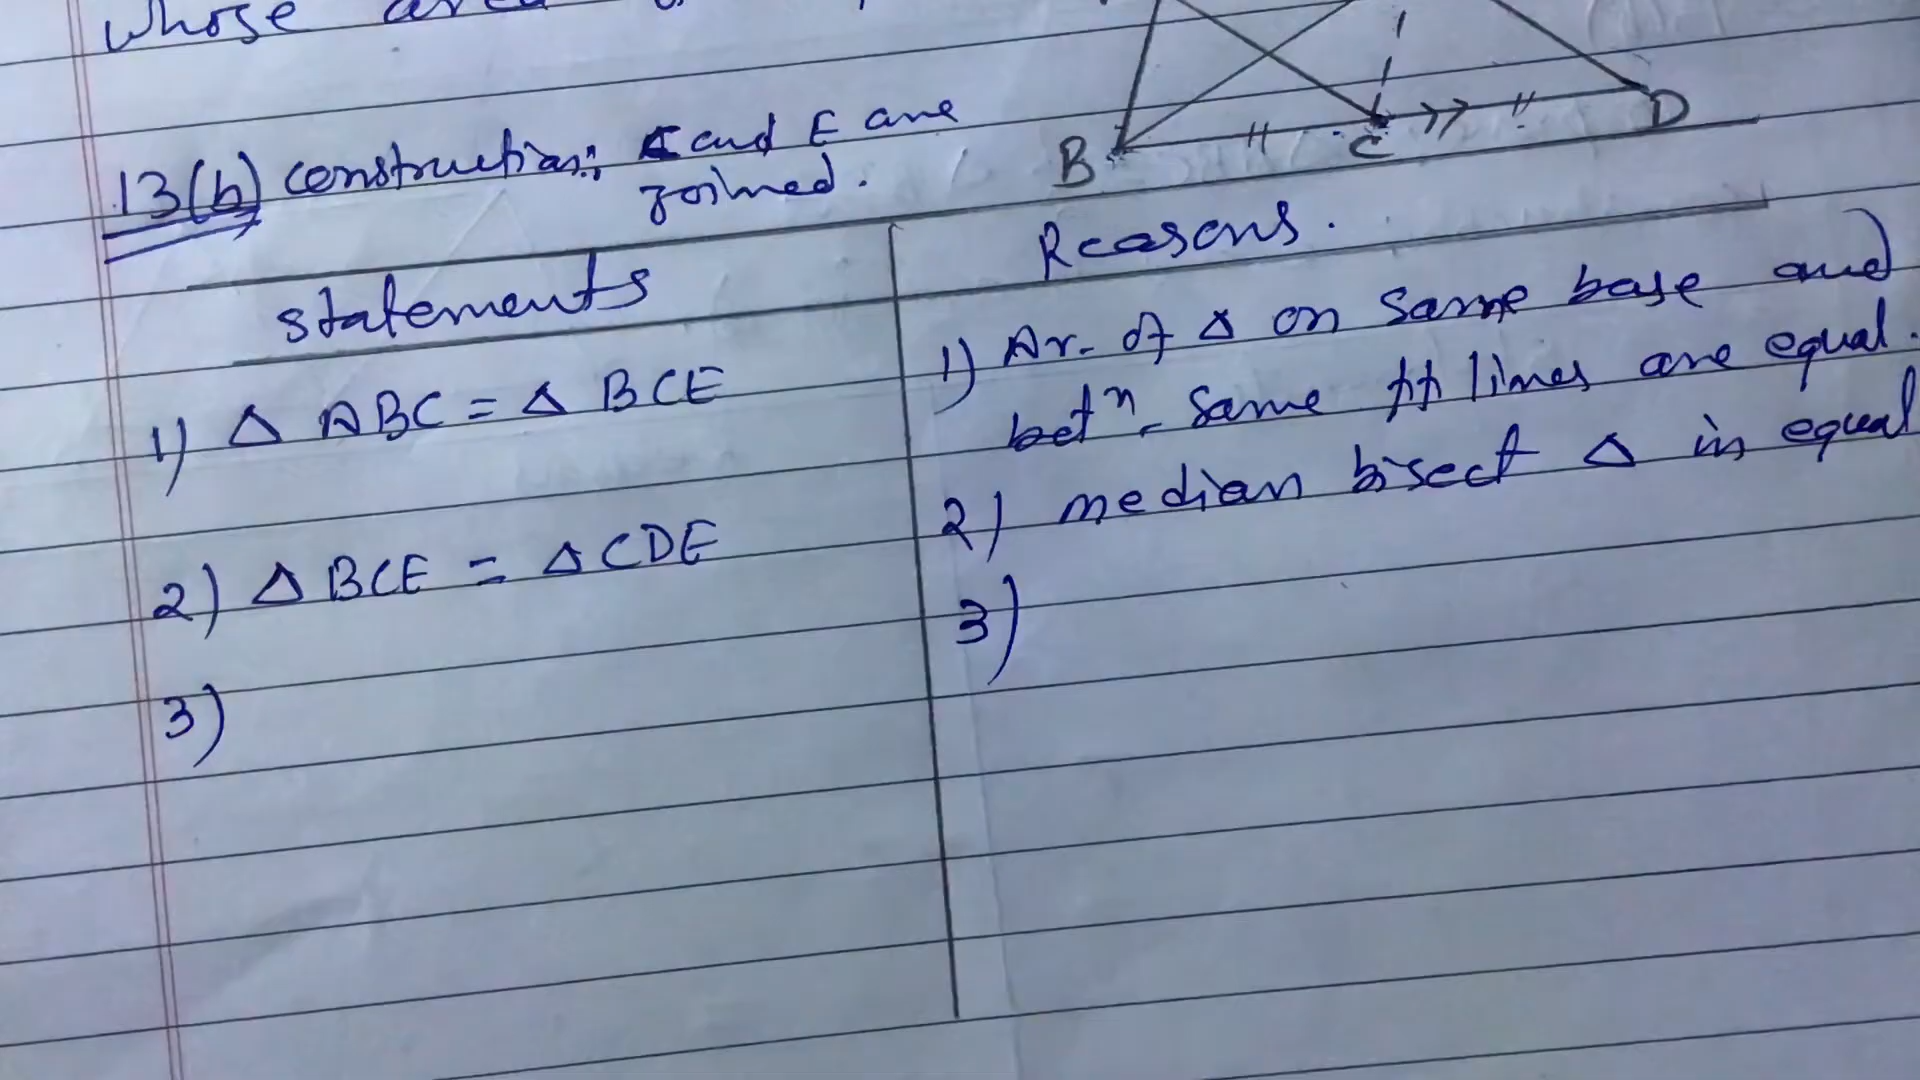 whose area
13(b) construction: C and E are
joined.
B C D
statements
Reasons.
1) Δ ABC = Δ BCE
1) Ar. of Δ on same base and
betn. same // lines are equal.
2) Δ BCE = Δ CDE
2) median bisect Δ in equal
3)
3)